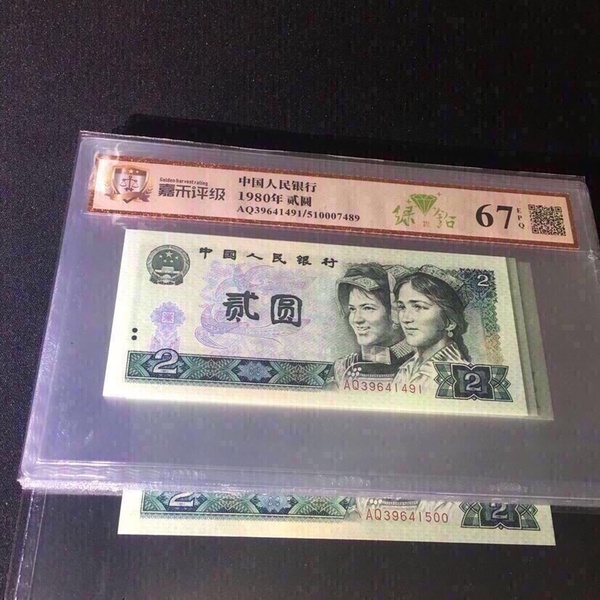 Golden harvest rating
嘉禾评级
中国人民银行
1980年 贰圆
AQ39641491/510007489
绿钻
67 EPQ
中国人民银行
2
贰圆
2
AQ39641491
2
2
AQ39641500
2